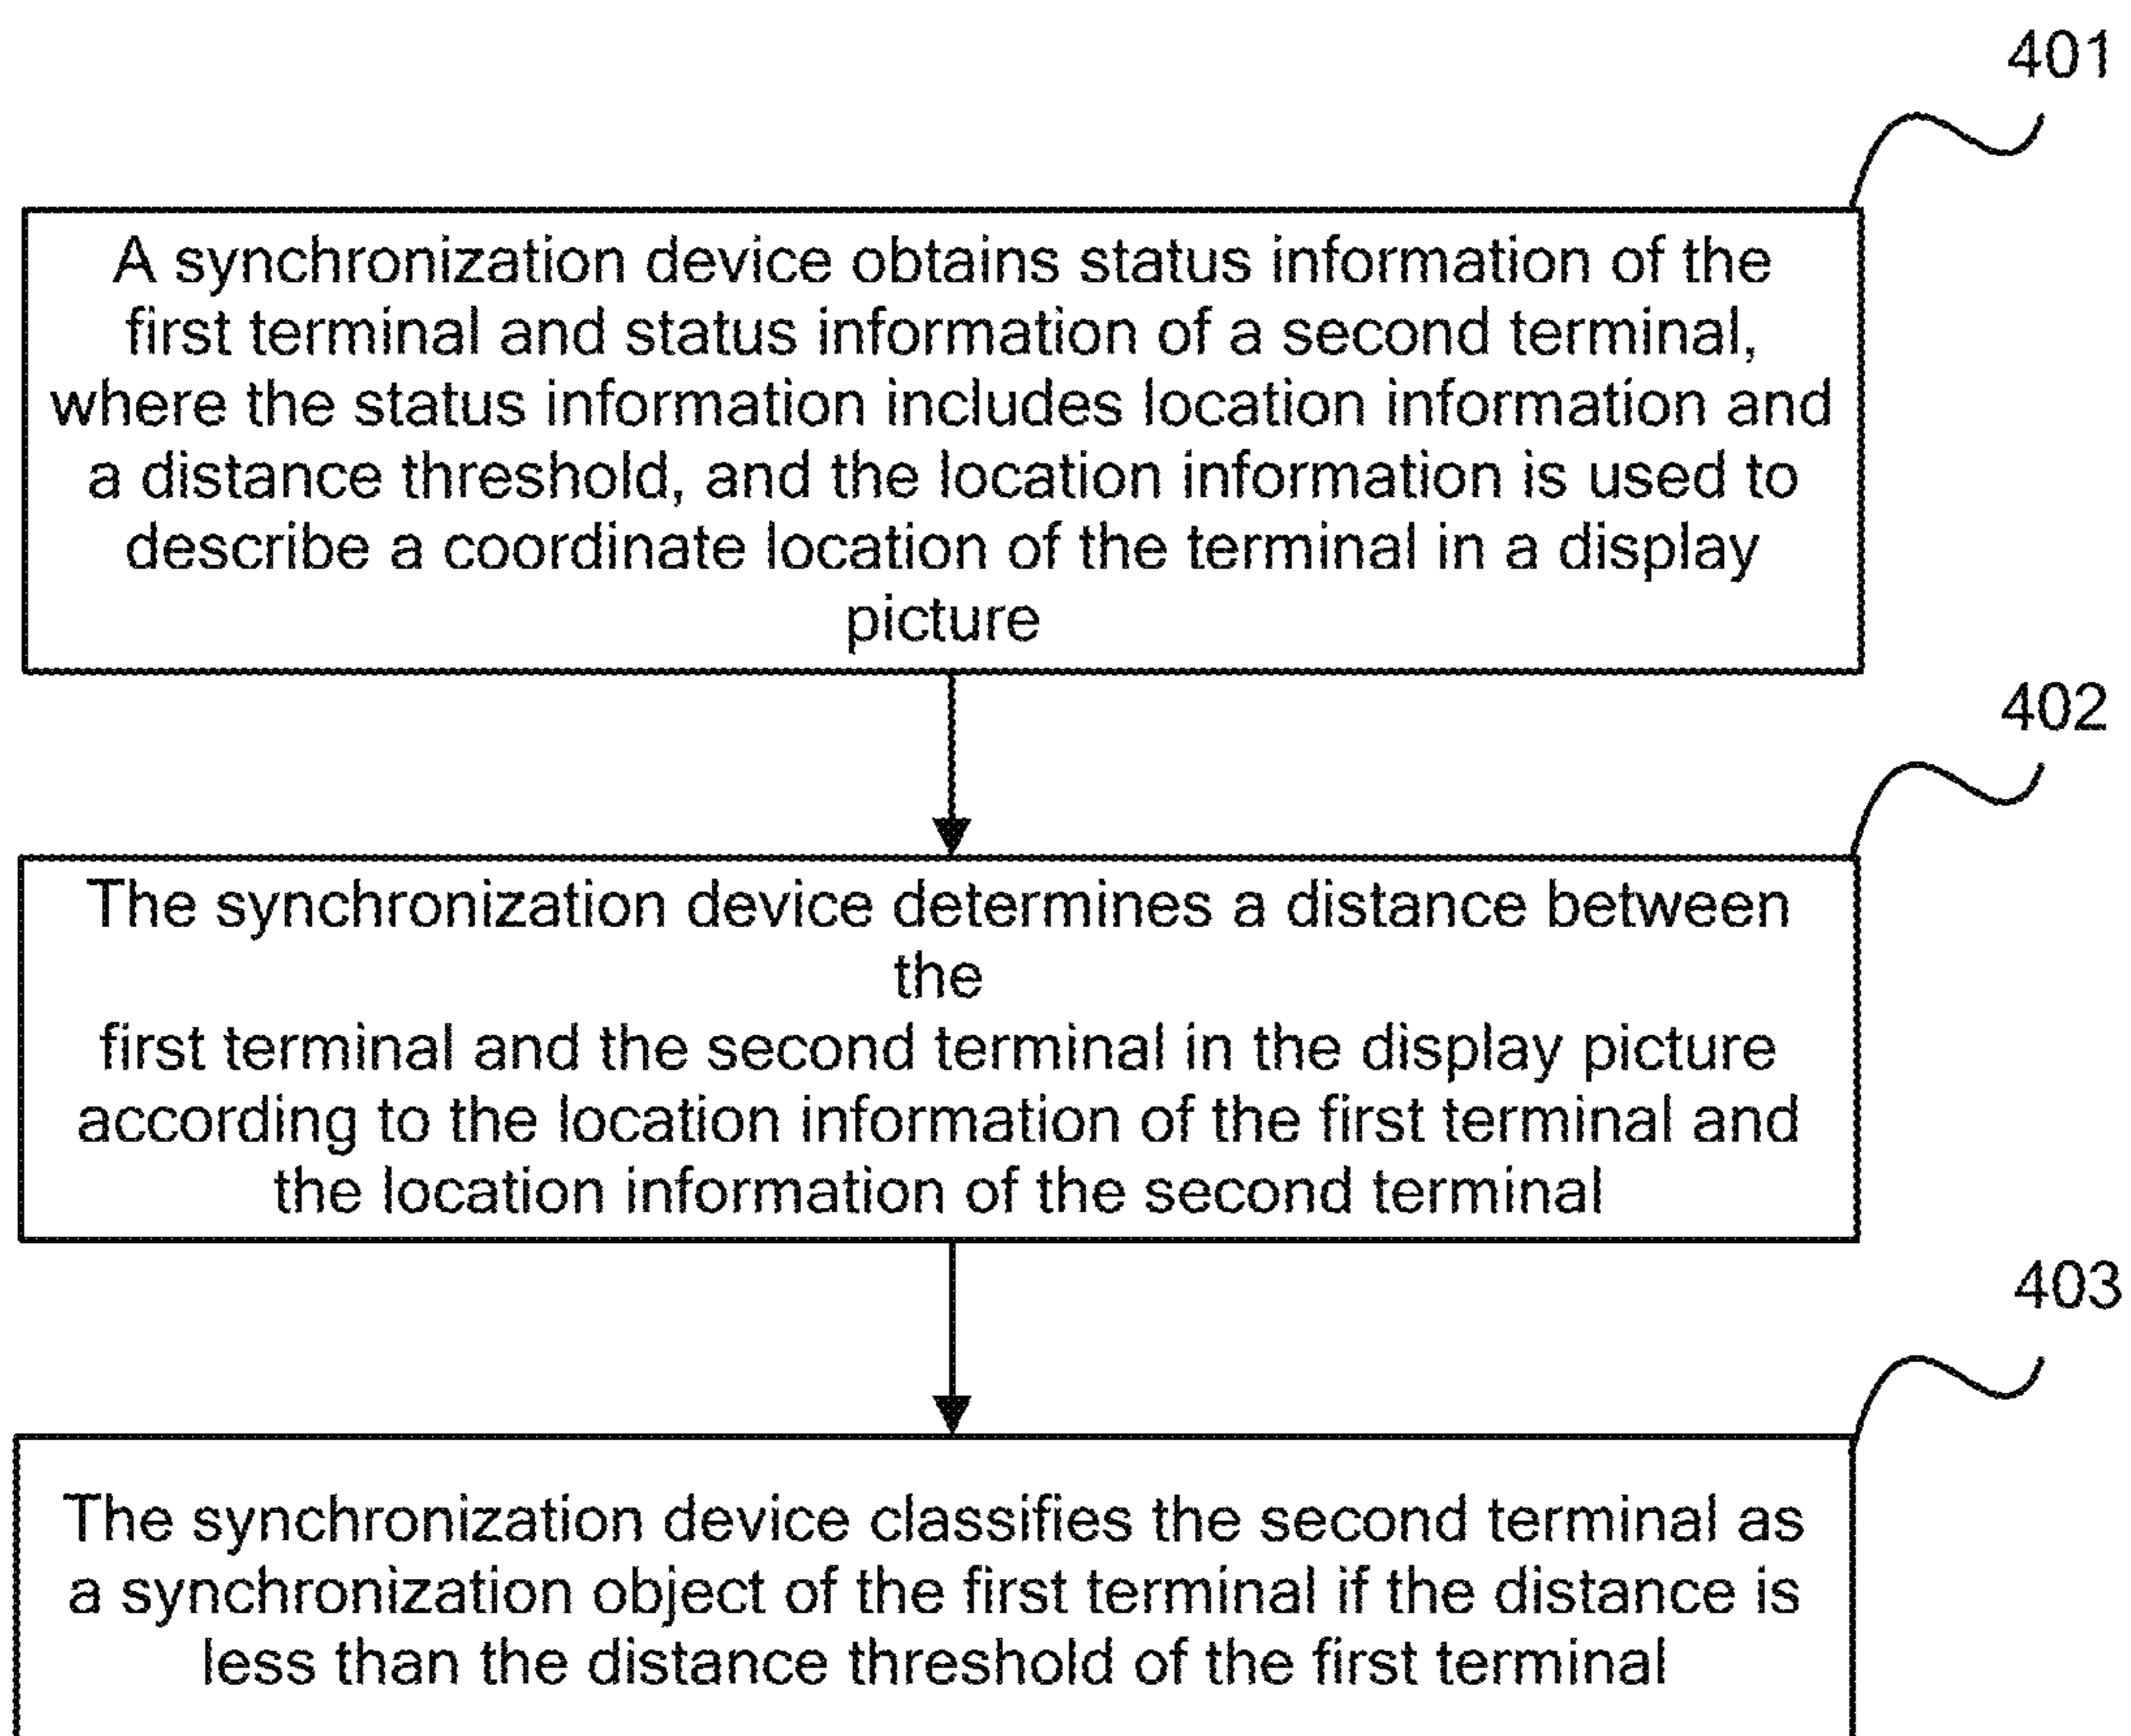 401
A synchronization device obtains status information of the
first terminal and status information of a second terminal,
where the status information includes location information and
a distance threshold, and the location information is used to
describe a coordinate location of the terminal in a display
picture
402
The synchronization device determines a distance between
the
first terminal and the second terminal in the display picture
according to the location information of the first terminal and
the location information of the second terminal
403
The synchronization device classifies the second terminal as
a synchronization object of the first terminal if the distance is
less than the distance threshold of the first terminal